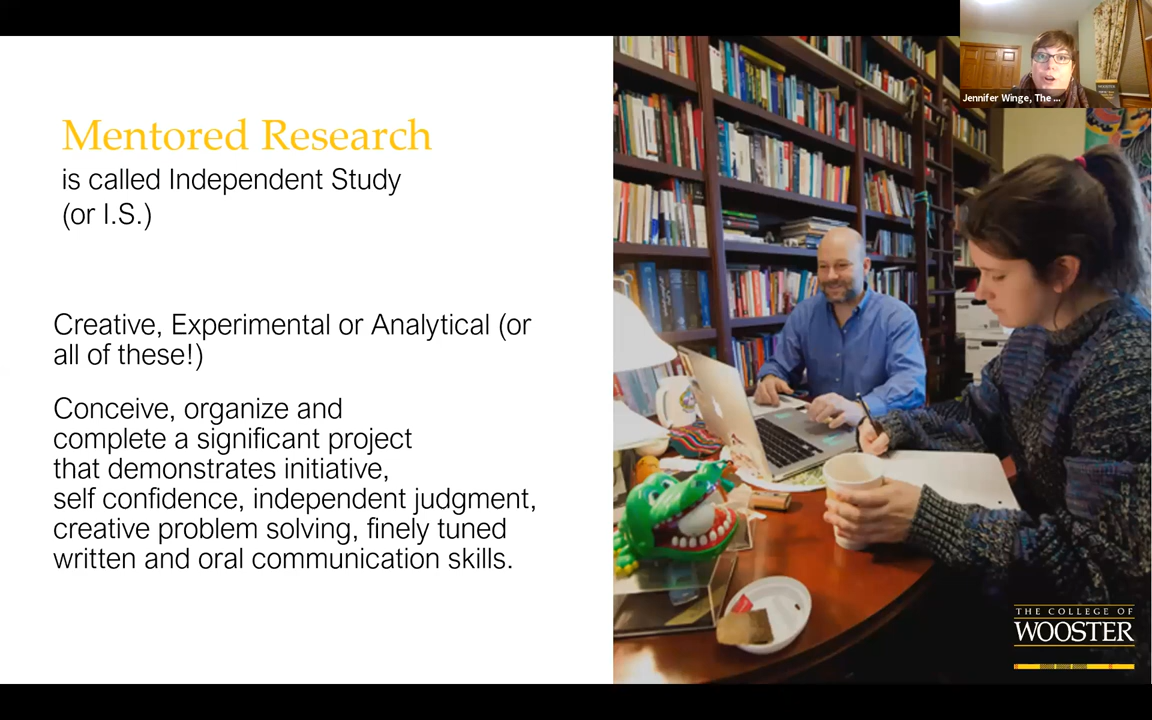 Jennifer Winge, The ...
Mentored Research
is called Independent Study
(or I.S.)
Creative, Experimental or Analytical (or
all of these!)
Conceive, organize and
complete a significant project
that demonstrates initiative,
self confidence, independent judgment,
creative problem solving, finely tuned
written and oral communication skills.
THE COLLEGE OF
WOOSTER